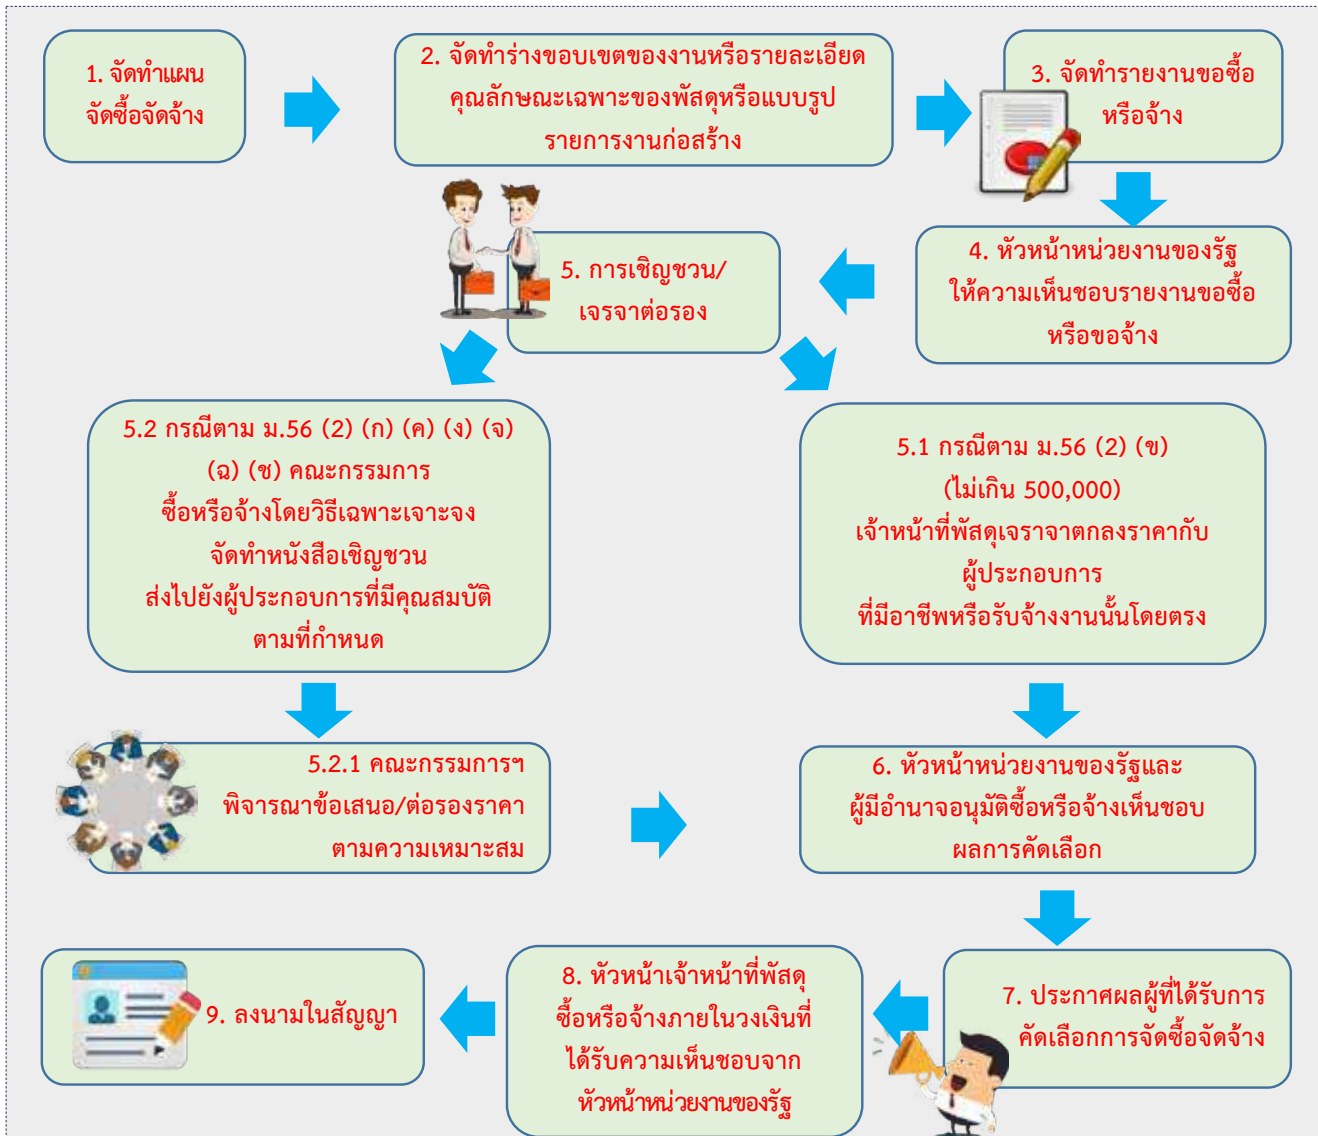 1. จัดทำแผน
จัดซื้อจัดจ้าง
2. จัดทำร่างขอบเขตของงานหรือรายละเอียด
คุณลักษณะเฉพาะของพัสดุหรือแบบรูป
รายการงานก่อสร้าง
3. จัดทำรายงานขอซื้อ
หรือจ้าง
4. หัวหน้าหน่วยงานของรัฐ
ให้ความเห็นชอบรายงานขอซื้อ
หรือขอจ้าง
5. การเชิญชวน/
เจรจาต่อรอง
5.2 กรณีตาม ม.56 (2) (ก) (ค) (ง) (จ)
(ฉ) (ช) คณะกรรมการ
ซื้อหรือจ้างโดยวิธีเฉพาะเจาะจง
จัดทำหนังสือเชิญชวน
ส่งไปยังผู้ประกอบการที่มีคุณสมบัติ
ตามที่กำหนด
5.1 กรณีตาม ม.56 (2) (ข)
(ไม่เกิน 500,000)
เจ้าหน้าที่พัสดุเจราจาตกลงราคากับ
ผู้ประกอบการ
ที่มีอาชีพหรือรับจ้างงานนั้นโดยตรง
5.2.1 คณะกรรมการฯ
พิจารณาข้อเสนอ/ต่อรองราคา
ตามความเหมาะสม
6. หัวหน้าหน่วยงานของรัฐและ
ผู้มีอำนาจอนุมัติซื้อหรือจ้างเห็นชอบ
ผลการคัดเลือก
7. ประกาศผลผู้ที่ได้รับการ
คัดเลือกการจัดซื้อจัดจ้าง
8. หัวหน้าเจ้าหน้าที่พัสดุ
ซื้อหรือจ้างภายในวงเงินที่
ได้รับความเห็นชอบจาก
หัวหน้าหน่วยงานของรัฐ
9. ลงนามในสัญญา